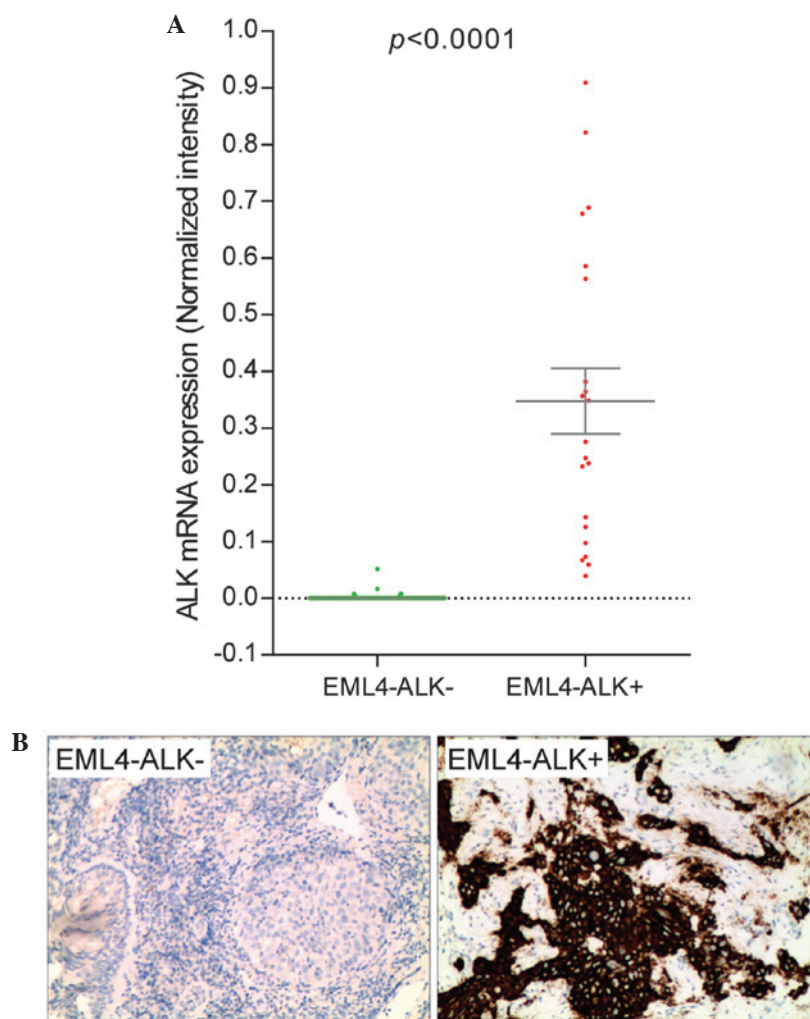 A
p<0.0001
ALK mRNA expression (Normalized intensity)
1.0
0.9
0.8
0.7
0.6
0.5
0.4
0.3
0.2
0.1
0.0
-0.1
EML4-ALK-
EML4-ALK+
B
EML4-ALK-
EML4-ALK+